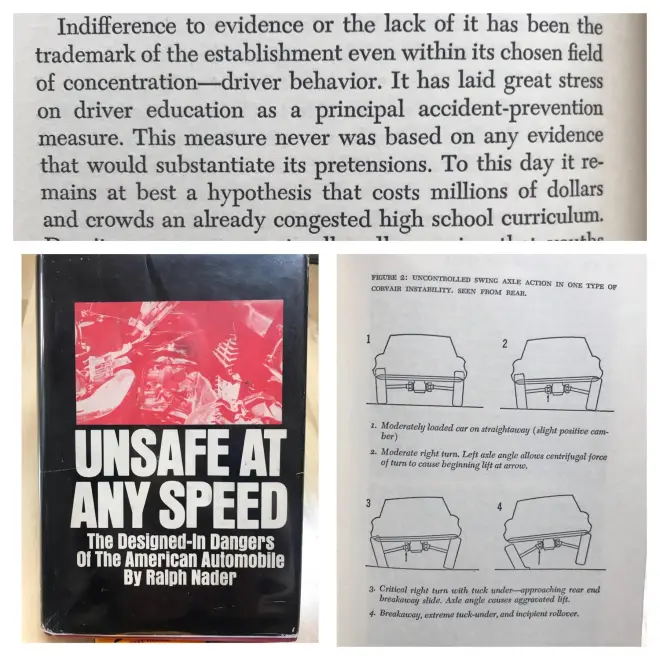 Indifference to evidence or the lack of it has been the
trademark of the establishment even within its chosen field
of concentration—driver behavior. It has laid great stress
on driver education as a principal accident-prevention
measure. This measure never was based on any evidence
that would substantiate its pretensions. To this day it re-
mains at best a hypothesis that costs millions of dollars
and crowds an already congested high school curriculum.
UNSAFE AT
ANY SPEED
The Designed-In Dangers
Of The American Automobile
By Ralph Nader
FIGURE 2: UNCONTROLLED SWING AXLE ACTION IN ONE TYPE OF
CORVAIR INSTABILITY. SEEN FROM REAR.
1
2
1. Moderately loaded car on straightaway (slight positive cam-
ber)
2. Moderate right turn. Left axle angle allows centrifugal force
of turn to cause beginning lift at arrow.
3
4
3. Critical right turn with tuck under—approaching rear end
breakaway slide. Axle angle causes aggravated lift.
4. Breakaway, extreme tuck-under, and incipient rollover.